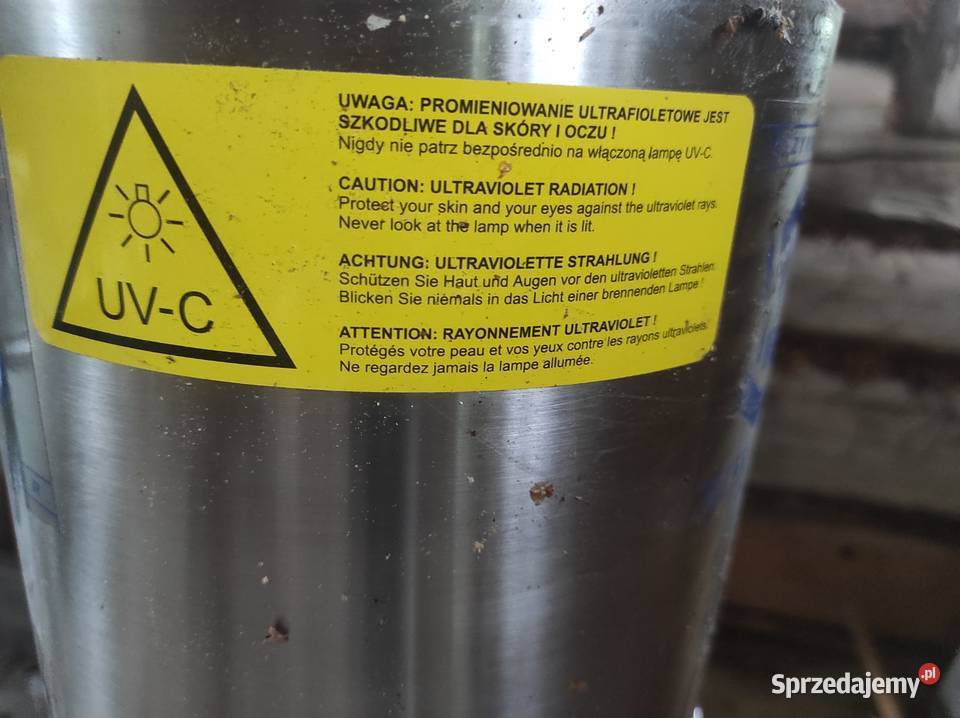 UV-C
UWAGA: PROMIENIOWANIE ULTRAFIOLETOWE JEST
SZKODLIWE DLA SKÓRY I OCZU !
Nigdy nie patrz bezpośrednio na włączoną lampę UV-C.
CAUTION: ULTRAVIOLET RADIATION !
Protect your skin and your eyes against the ultraviolet rays.
Never look at the lamp when it is lit.
ACHTUNG: ULTRAVIOLETTE STRAHLUNG !
Schützen Sie Haut und Augen vor den ultravioletten Strahlen.
Blicken Sie niemals in das Licht einer brennenden Lampe !
ATTENTION: RAYONNEMENT ULTRAVIOLET !
Protégés votre peau et vos yeux contre les rayons ultraviolets.
Ne regardez jamais la lampe allumée.
Sprzedajemy.pl